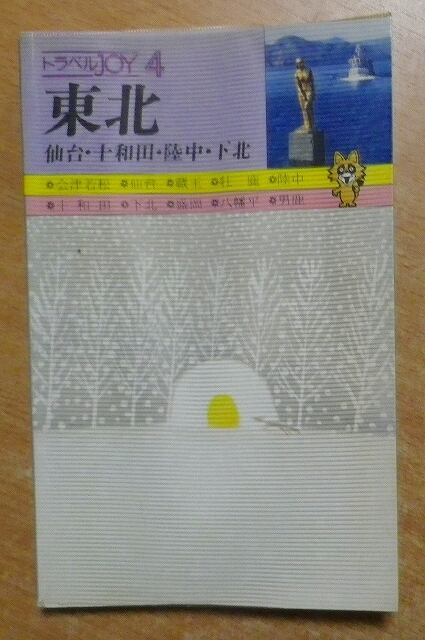 トラベルJOY 4
東北
仙台・十和田・陸中・下北
会津若松 仙台 蔵王 牡鹿 陸中
十和田 下北 盛岡 八幡平 男鹿